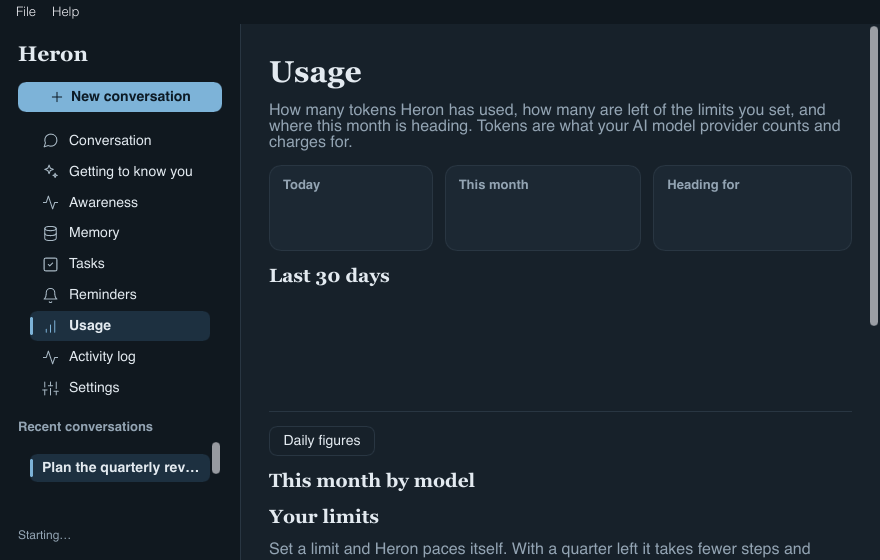 File Help
Heron
New conversation
Conversation
Getting to know you
Awareness
Memory
Tasks
Reminders
Usage
Activity log
Settings
Recent conversations
Plan the quarterly rev…
Starting…
Usage
How many tokens Heron has used, how many are left of the limits you set, and
where this month is heading. Tokens are what your AI model provider counts and
charges for.
Today
This month
Heading for
Last 30 days
Daily figures
This month by model
Your limits
Set a limit and Heron paces itself. With a quarter left it takes fewer steps and